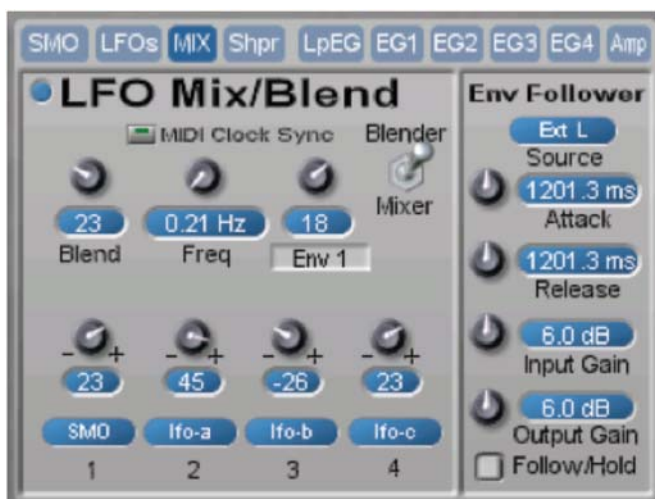 SMO LFOs MIX Shpr LpEG EG1 EG2 EG3 EG4 Amp
LFO Mix/Blend
MIDI Clock Sync
Blender
Mixer
23 0.21 Hz 18
Blend Freq Env 1
- + - + - + - +
23 45 -26 23
SMO lfo-a lfo-b lfo-c
1 2 3 4
Env Follower
Ext L
Source
1201.3 ms
Attack
1201.3 ms
Release
6.0 dB
Input Gain
6.0 dB
Output Gain
Follow/Hold